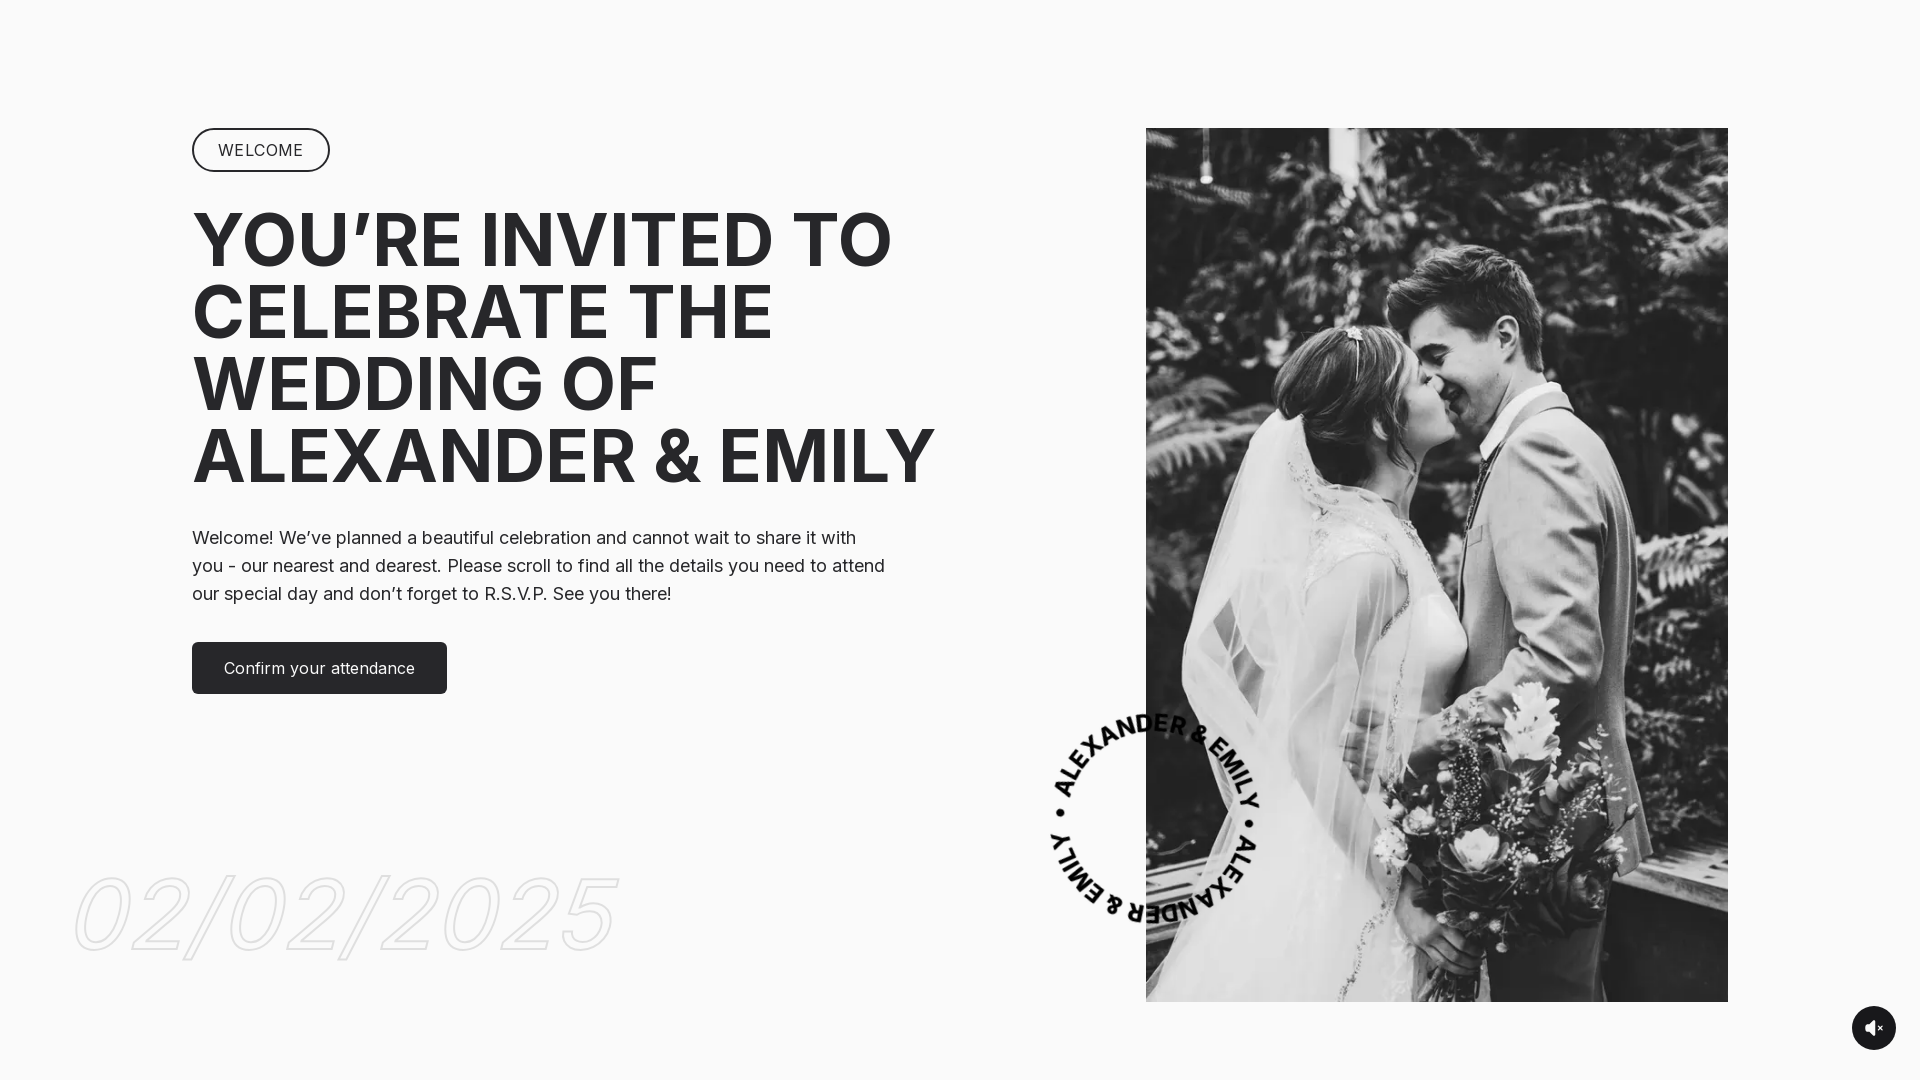 WELCOME
YOU’RE INVITED TO
CELEBRATE THE
WEDDING OF
ALEXANDER & EMILY
Welcome! We’ve planned a beautiful celebration and cannot wait to share it with
you - our nearest and dearest. Please scroll to find all the details you need to attend
our special day and don’t forget to R.S.V.P. See you there!
Confirm your attendance
ALEXANDER & EMILY • ALEXANDER & EMILY •
02/02/2025